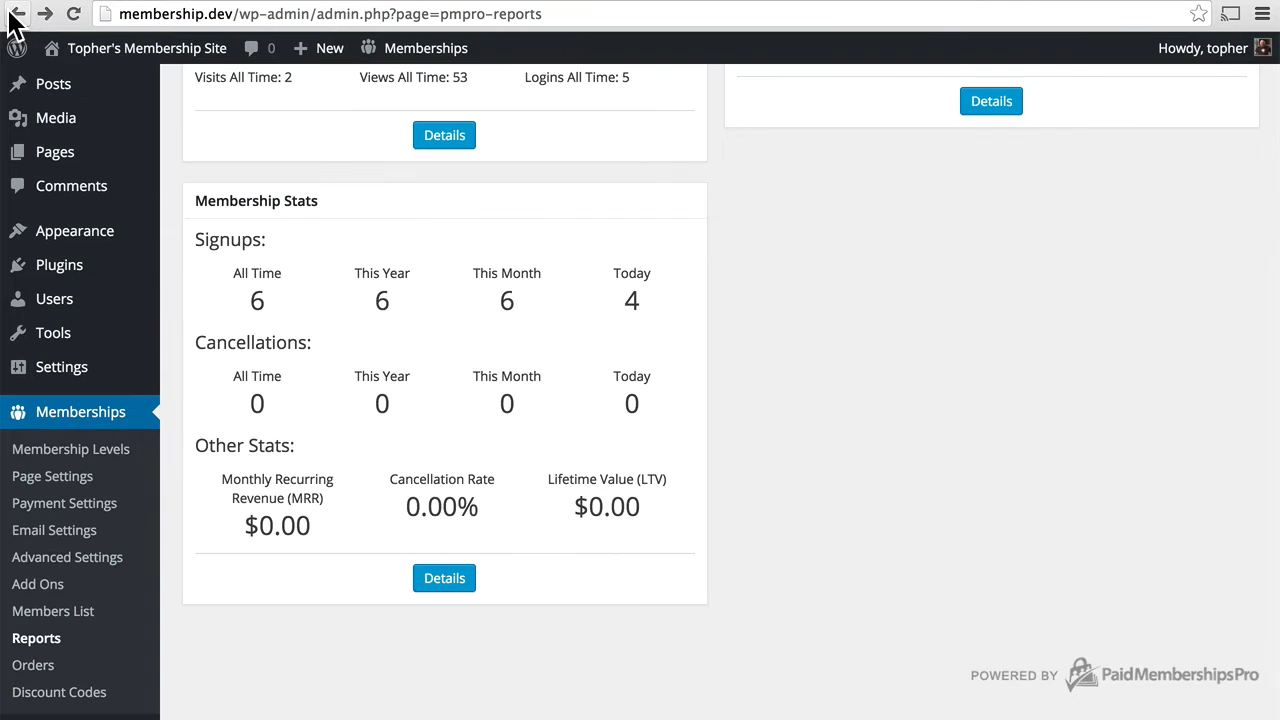 membership.dev/wp-admin/admin.php?page=pmpro-reports
Topher's Membership Site 0 New Memberships Howdy, topher
Posts
Media
Pages
Comments
Appearance
Plugins
Users
Tools
Settings
Memberships
Membership Levels
Page Settings
Payment Settings
Email Settings
Advanced Settings
Add Ons
Members List
Reports
Orders
Discount Codes
Visits All Time: 2 Views All Time: 53 Logins All Time: 5
Details
Details
Membership Stats
Signups:
All Time This Year This Month Today
6 6 6 4
Cancellations:
All Time This Year This Month Today
0 0 0 0
Other Stats:
Monthly Recurring Revenue (MRR) Cancellation Rate Lifetime Value (LTV)
$0.00 0.00% $0.00
Details
POWERED BY PaidMembershipsPro